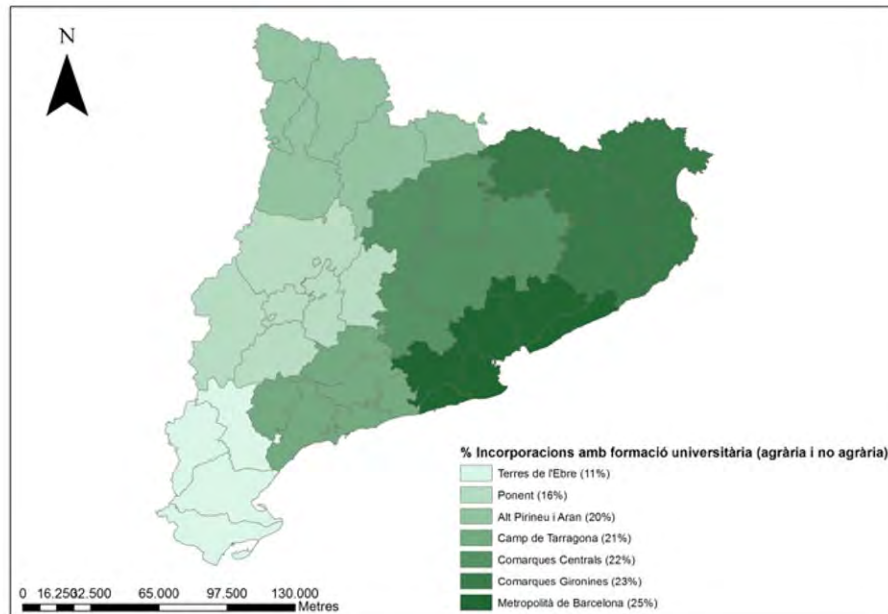 N
% Incorporacions amb formació universitària (agrària i no agrària)
Terres de l'Ebre (11%)
Ponent (16%)
Alt Pirineu i Aran (20%)
Camp de Tarragona (21%)
Comarques Centrals (22%)
Comarques Gironines (23%)
Metropolità de Barcelona (25%)
0 16.250 32.500 65.000 97.500 130.000
Metres